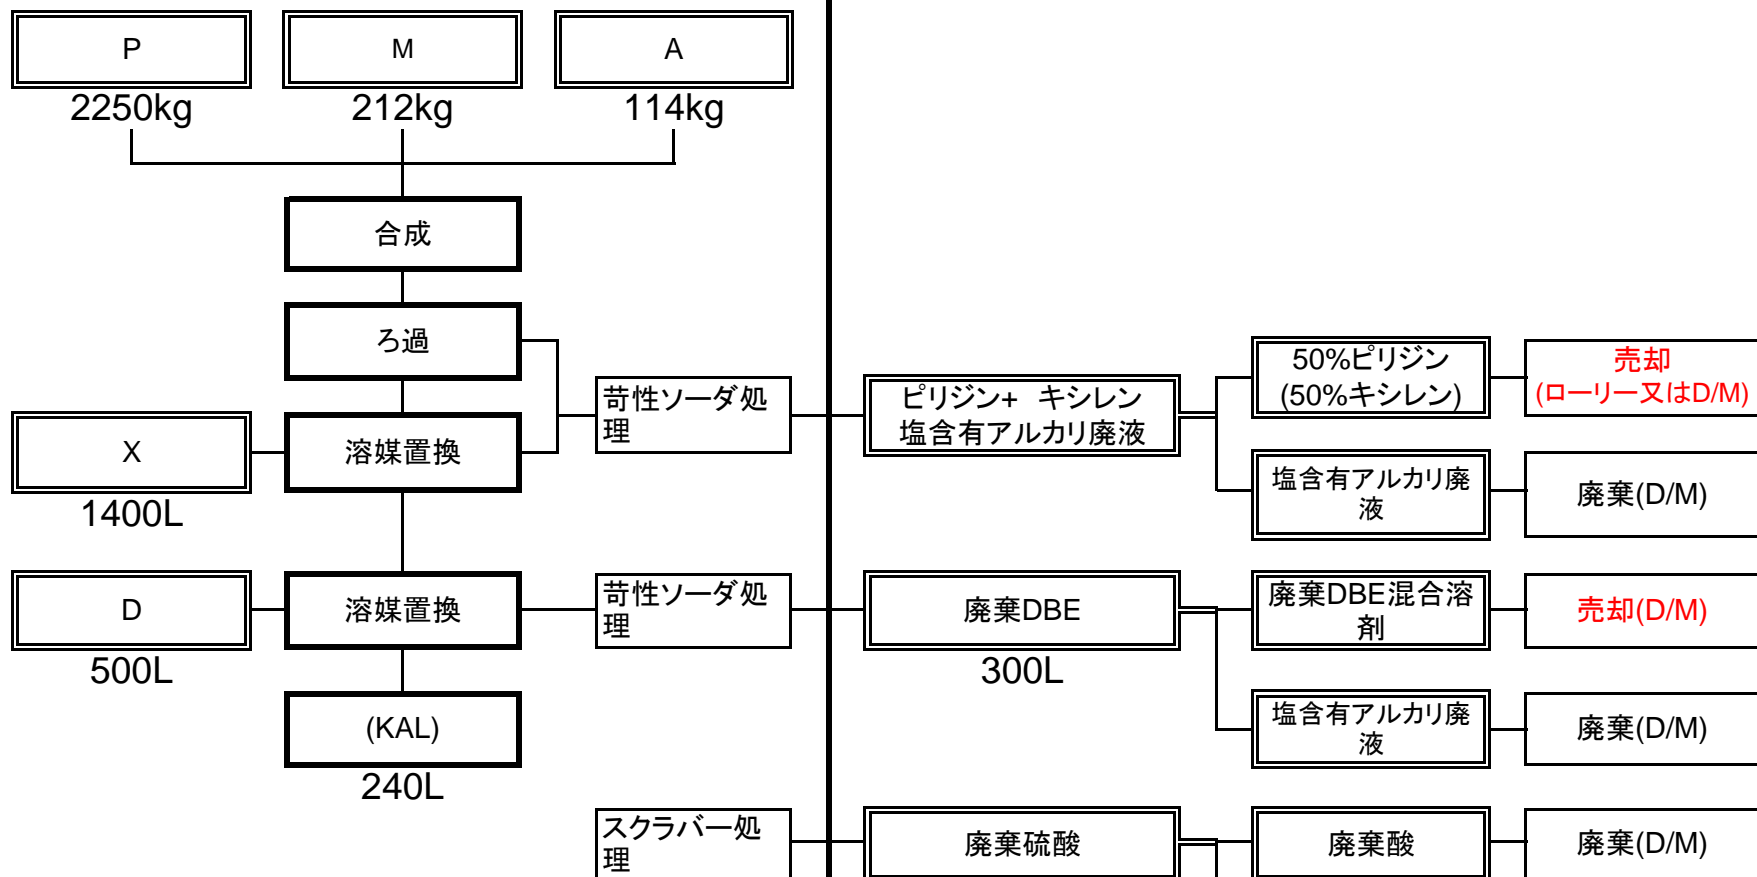 P
M
A
2250kg
212kg
114kg
合成
ろ過
50%ピリジン
(50%キシレン)
売却
(ローリー又はD/M)
苛性ソーダ処
理
ピリジン+ キシレン
塩含有アルカリ廃液
X
溶媒置換
1400L
塩含有アルカリ廃
液
廃棄(D/M)
D
溶媒置換
500L
苛性ソーダ処
理
廃棄DBE
300L
廃棄DBE混合溶
剤
売却(D/M)
(KAL)
240L
塩含有アルカリ廃
液
廃棄(D/M)
スクラバー処
理
廃棄硫酸
廃棄酸
廃棄(D/M)